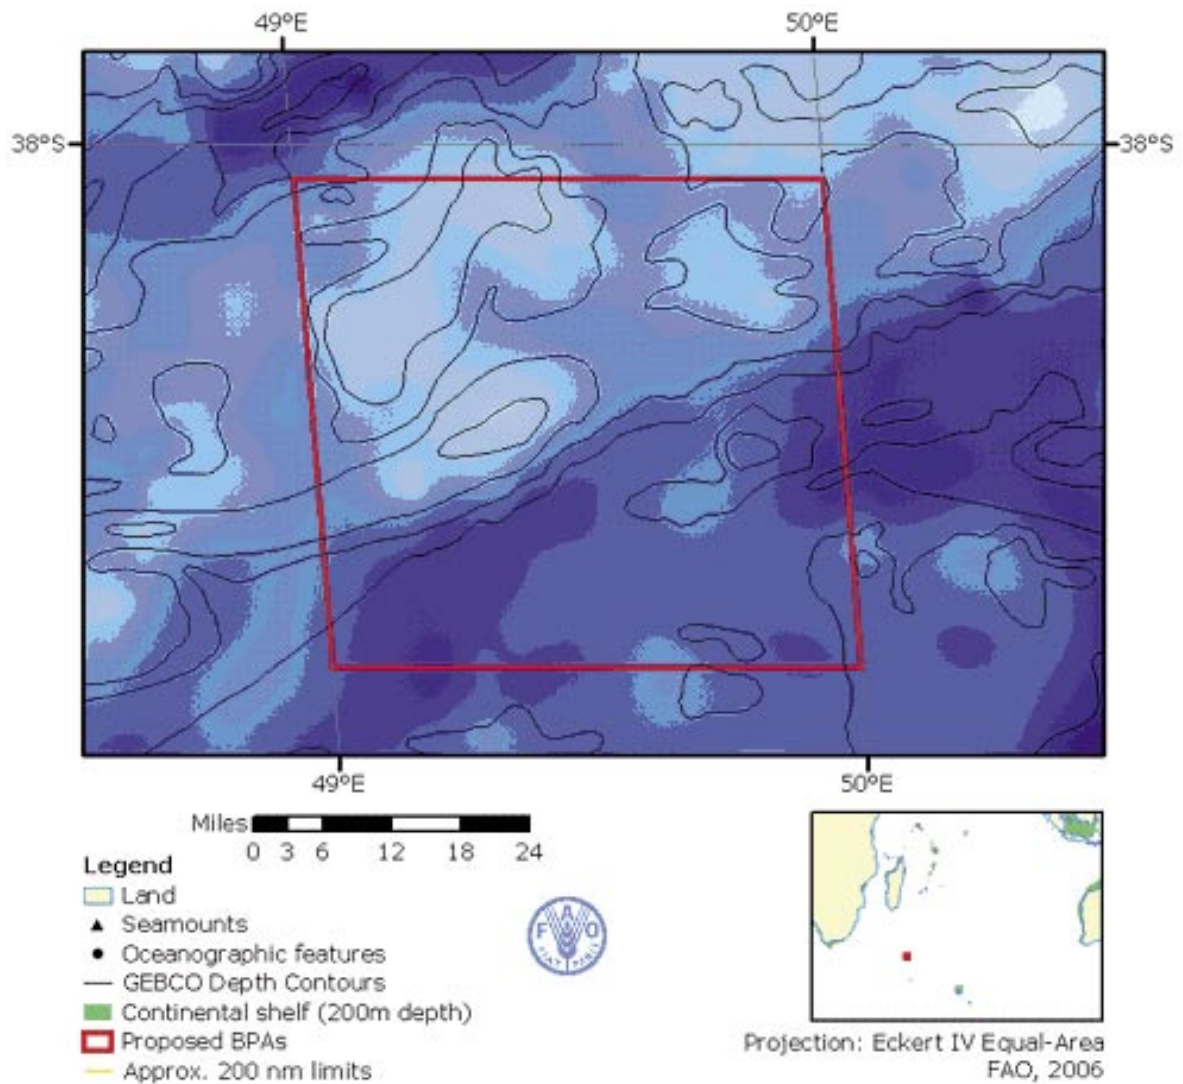 49°E 50°E
38°S 38°S
49°E 50°E
Miles
0 3 6 12 18 24
Legend
Land
Seamounts
Oceanographic features
GEBCO Depth Contours
Continental shelf (200m depth)
Proposed BPAs
Approx. 200 nm limits
F A O
FIAT PANIS
Projection: Eckert IV Equal-Area
FAO, 2006